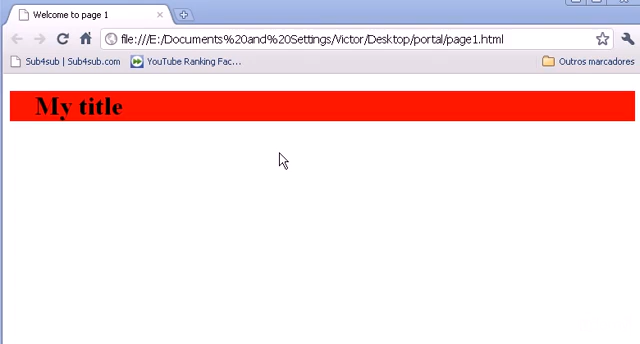 Welcome to page 1
file:///E:/Documents%20and%20Settings/Victor/Desktop/portal/page1.html
Sub4sub | Sub4sub.com YouTube Ranking Fac... Outros marcadores
My title